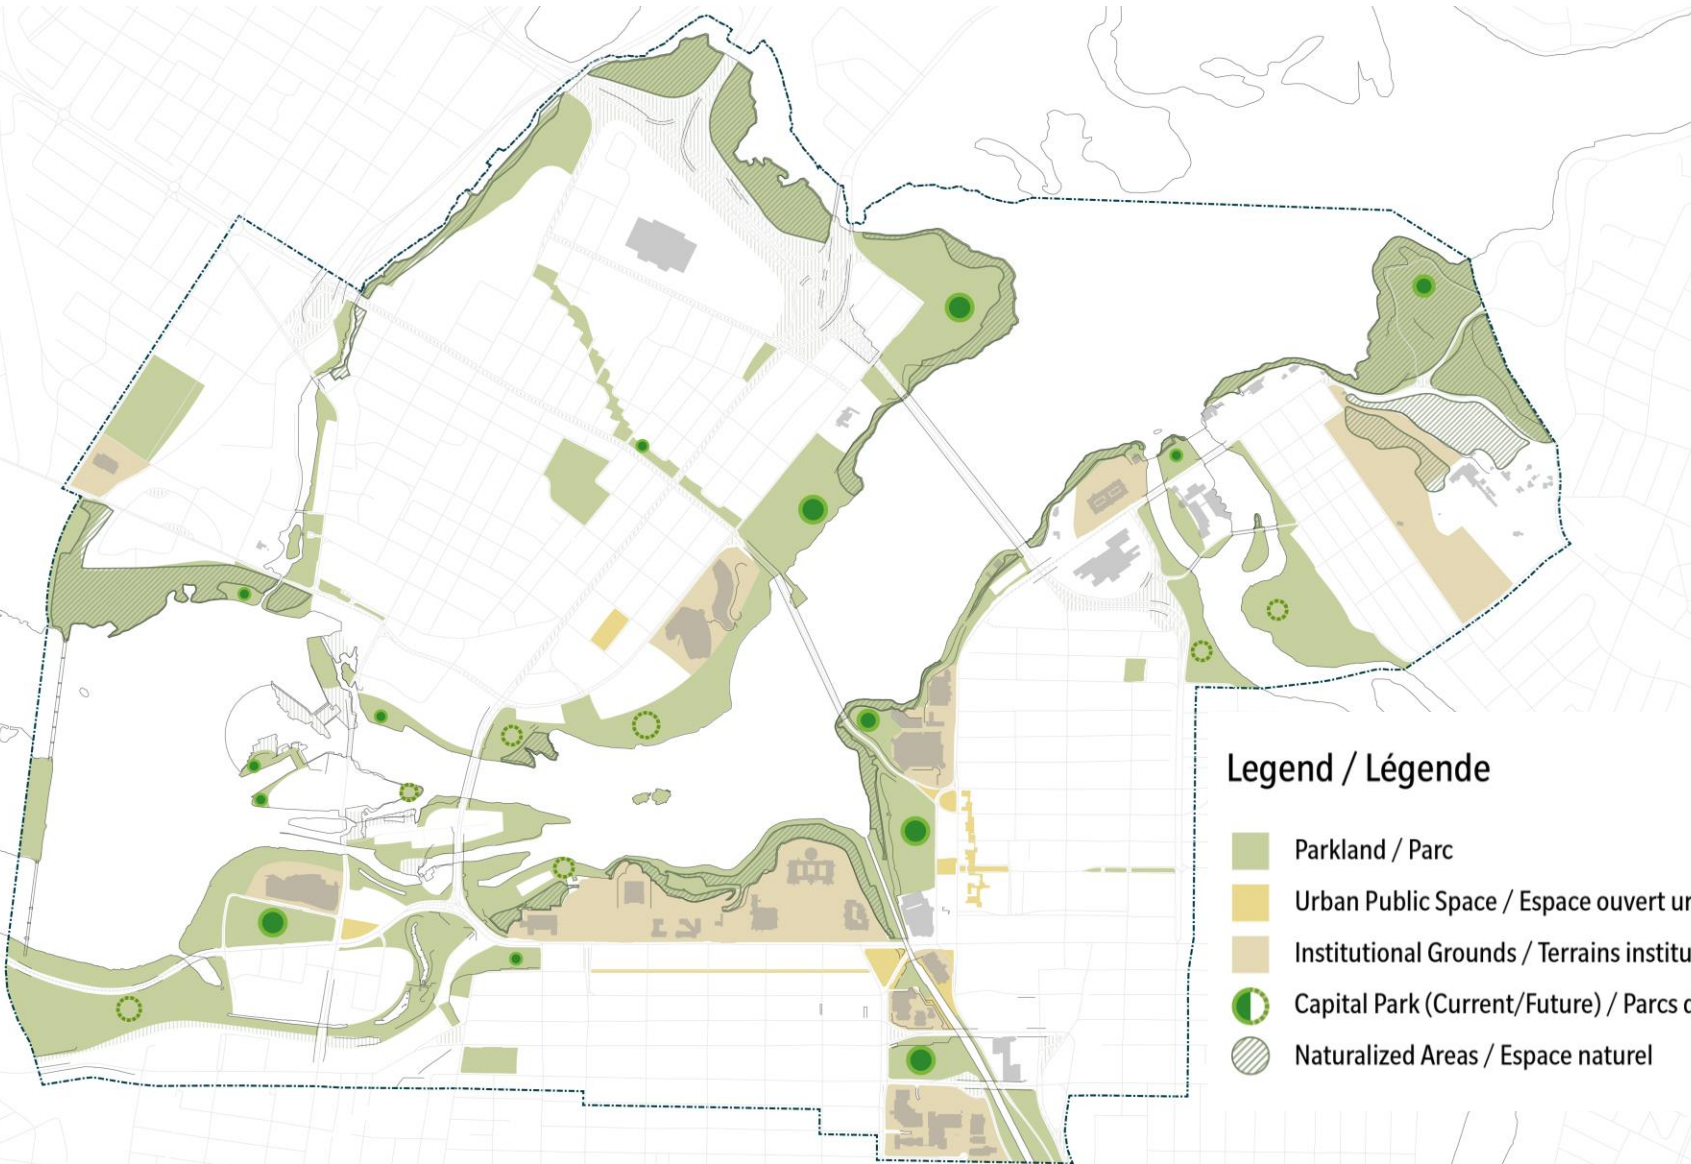 Legend / Légende
Parkland / Parc
Urban Public Space / Espace ouvert ur
Institutional Grounds / Terrains institu
Capital Park (Current/Future) / Parcs d
Naturalized Areas / Espace naturel